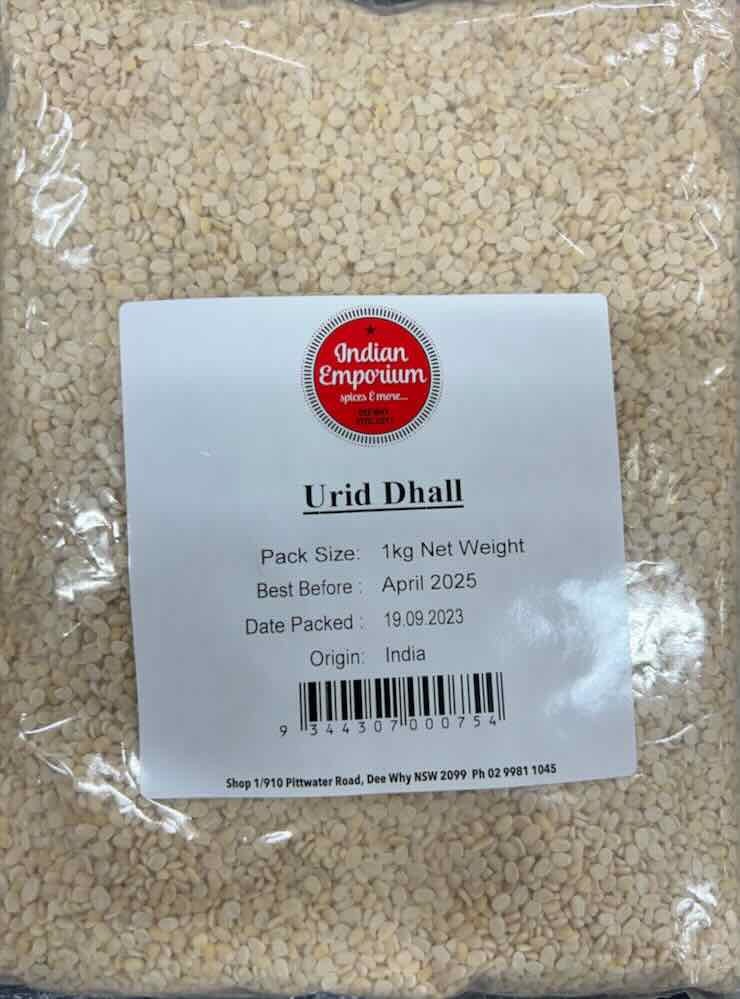 Indian
Emporium
spices & more...
Urid Dhall
Pack Size: 1kg Net Weight
Best Before : April 2025
Date Packed : 19.09.2023
Origin: India
9 344307 000754
Shop 1/910 Pittwater Road, Dee Why NSW 2099 Ph 02 9981 1045